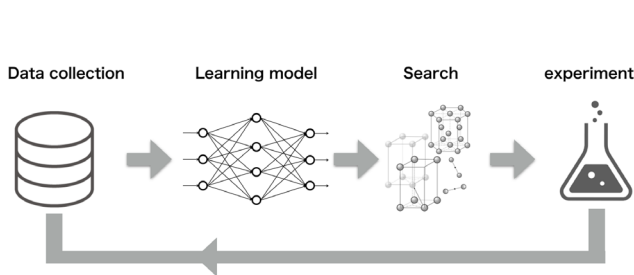 Data collection
Learning model
Search
experiment